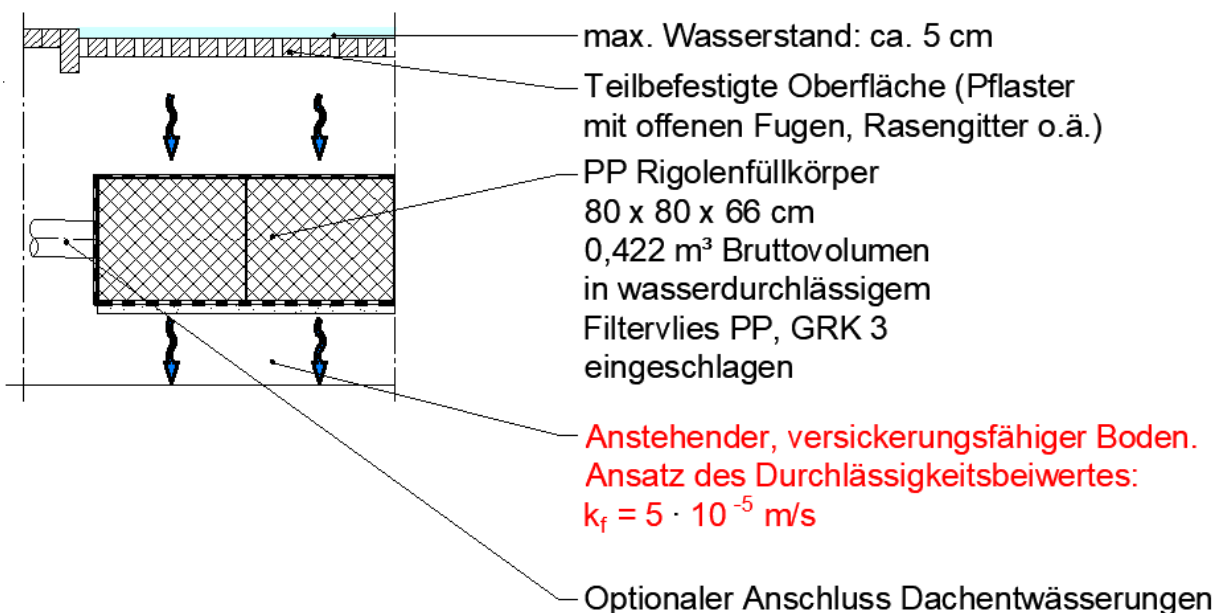 max. Wasserstand: ca. 5 cm
Teilbefestigte Oberfläche (Pflaster
mit offenen Fugen, Rasengitter o.ä.)
PP Rigolenfüllkörper
80 x 80 x 66 cm
0,422 m³ Bruttovolumen
in wasserdurchlässigem
Filtervlies PP, GRK 3
eingeschlagen
Anstehender, versickerungsfähiger Boden.
Ansatz des Durchlässigkeitsbeiwertes:
k_f = 5 · 10⁻⁵ m/s
Optionaler Anschluss Dachentwässerungen